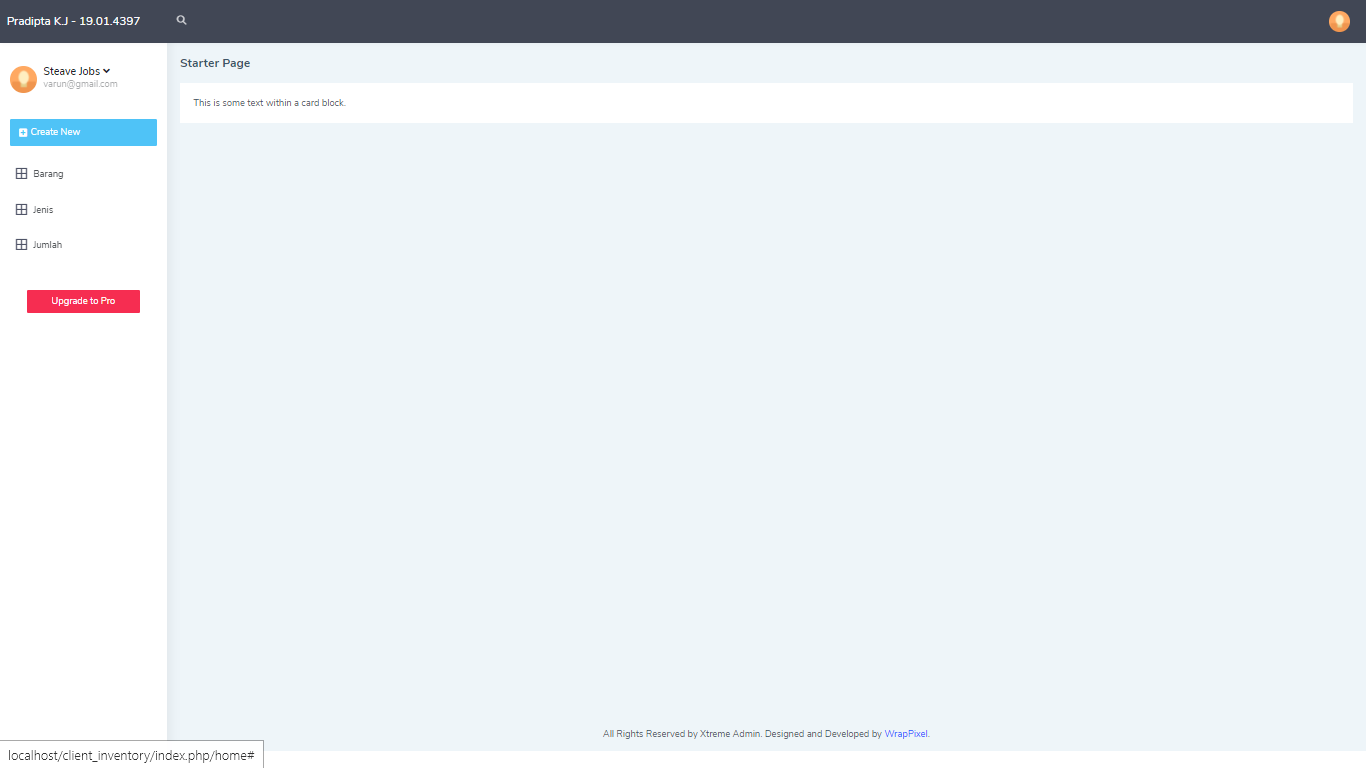 Pradipta K.J - 19.01.4397
Steave Jobs
varun@gmail.com
Create New
Barang
Jenis
Jumlah
Upgrade to Pro
Starter Page
This is some text within a card block.
All Rights Reserved by Xtreme Admin. Designed and Developed by WrapPixel.
localhost/client_inventory/index.php/home#